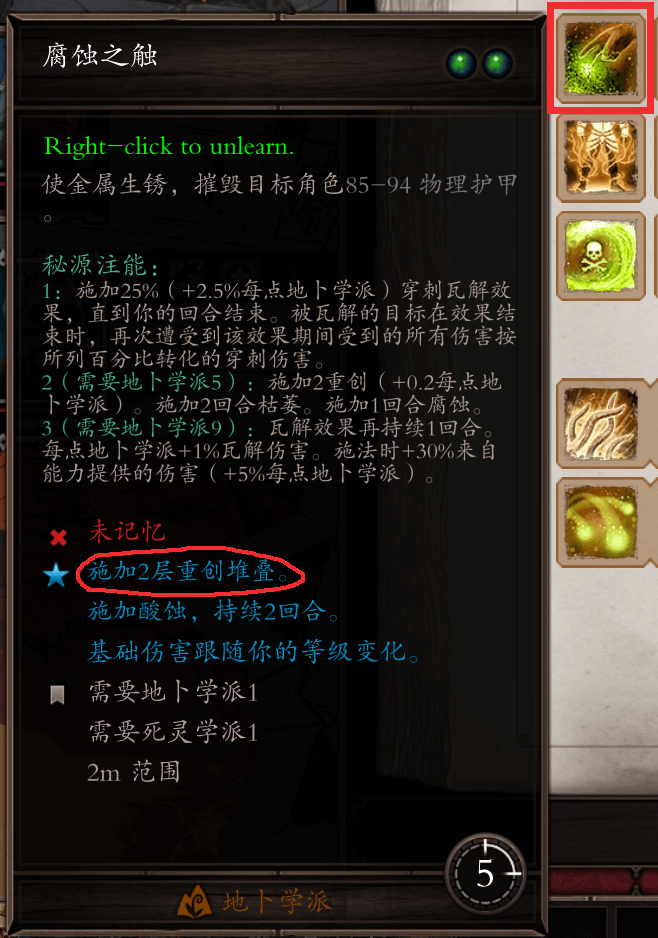 腐蚀之触
Right-click to unlearn.
使金属生锈，摧毁目标角色85-94 物理护甲
。
秘源注能：
1：施加25%（+2.5%每点地卜学派）穿刺瓦解效
果，直到你的回合结束。被瓦解的目标在效果结
束时，再次遭受到该效果期间受到的所有伤害按
所列百分比转化的穿刺伤害。
2（需要地卜学派5）：施加2重创（+0.2每点地
卜学派）。施加2回合枯萎。施加1回合腐蚀。
3（需要地卜学派9）：瓦解效果再持续1回合。
每点地卜学派+1%瓦解伤害。施法时+30%来自
能力提供的伤害（+5%每点地卜学派）。
未记忆
施加2层重创堆叠。
施加酸蚀，持续2回合。
基础伤害跟随你的等级变化。
需要地卜学派1
需要死灵学派1
2m 范围
5
地卜学派